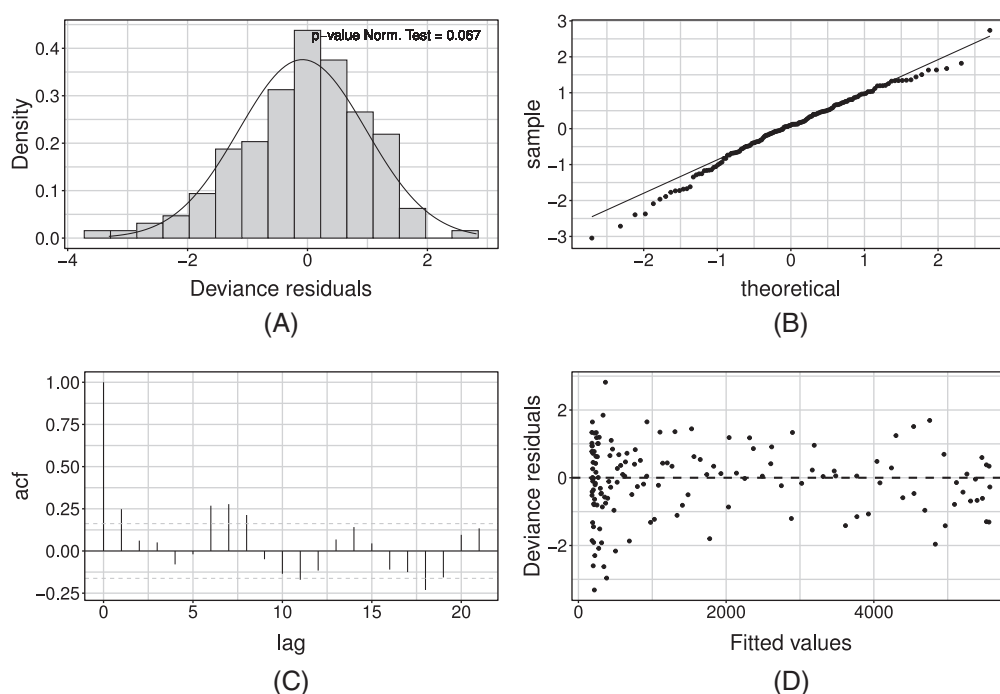 p-value Norm. Test = 0.067
0.4
0.3
0.2
0.1
0.0
Density
−4
−2
0
2
Deviance residuals
(A)
3
2
1
0
−1
−2
−3
sample
−2
−1
0
1
2
theoretical
(B)
1.00
0.75
0.50
0.25
0.00
−0.25
acf
0
5
10
15
20
lag
(C)
2
0
−2
Deviance residuals
0
2000
4000
Fitted values
(D)